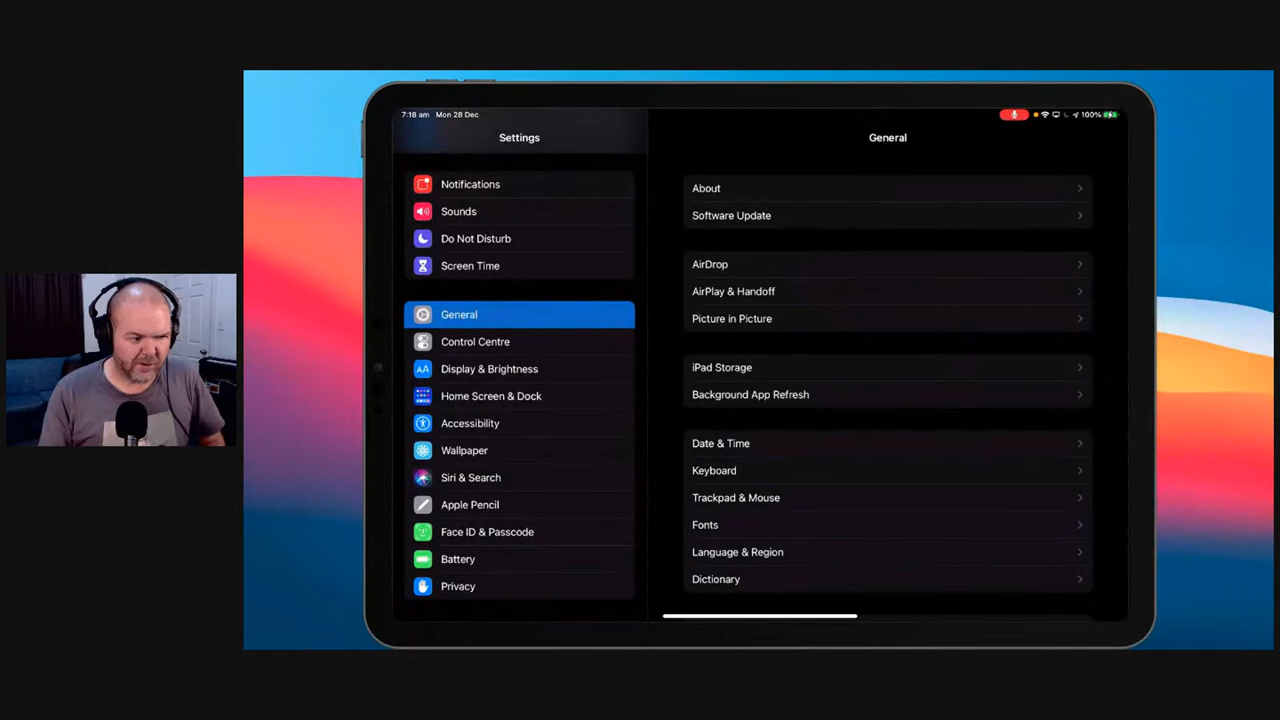 7:18 am Mon 28 Dec
100%
Settings
Notifications
Sounds
Do Not Disturb
Screen Time
General
Control Centre
AA Display & Brightness
Home Screen & Dock
Accessibility
Wallpaper
Siri & Search
Apple Pencil
Face ID & Passcode
Battery
Privacy
General
About
Software Update
AirDrop
AirPlay & Handoff
Picture in Picture
iPad Storage
Background App Refresh
Date & Time
Keyboard
Trackpad & Mouse
Fonts
Language & Region
Dictionary